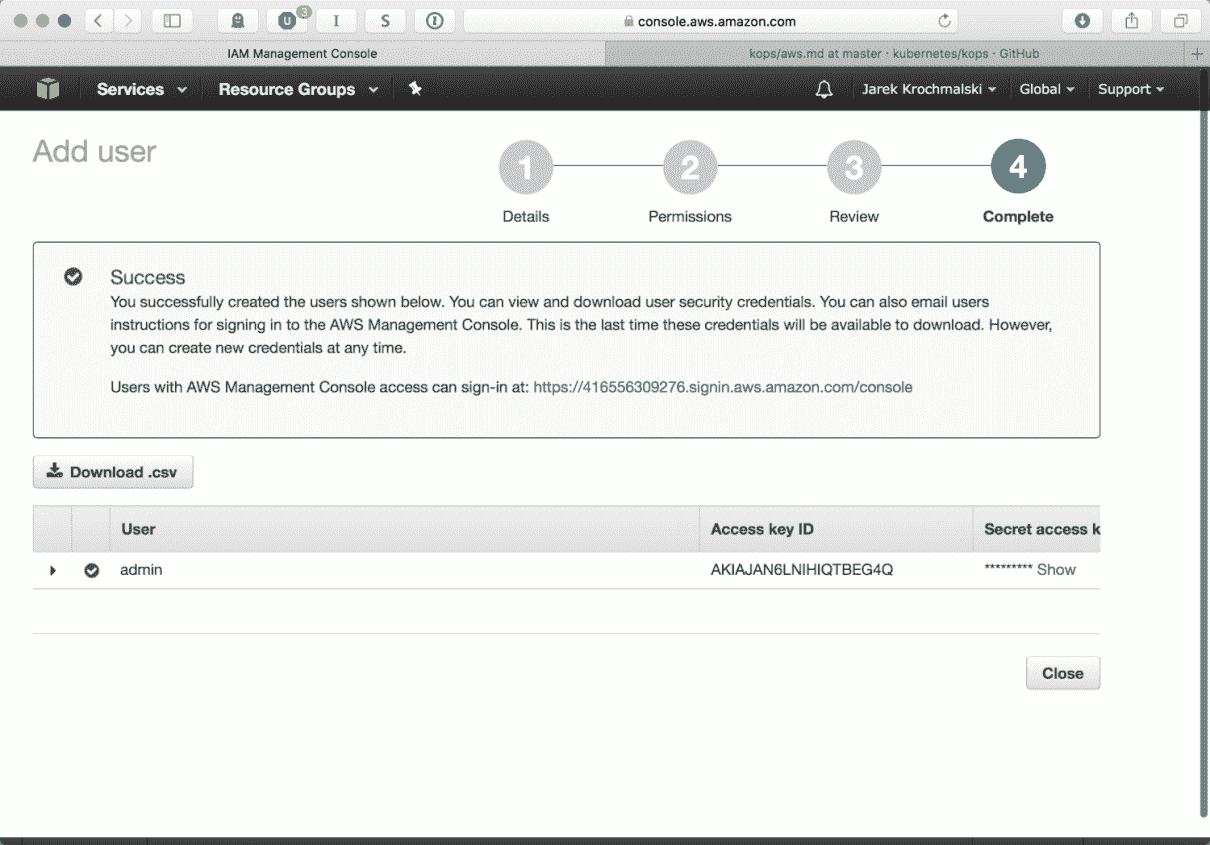 3
U
I
S
console.aws.amazon.com
IAM Management Console
kops/aws.md at master · kubernetes/kops · GitHub
Services
Resource Groups
Jarek Krochmalski
Global
Support
Add user
1
2
3
4
Details
Permissions
Review
Complete
Success
You successfully created the users shown below. You can view and download user security credentials. You can also email users
instructions for signing in to the AWS Management Console. This is the last time these credentials will be available to download. However,
you can create new credentials at any time.
Users with AWS Management Console access can sign-in at: https://416556309276.signin.aws.amazon.com/console
Download .csv
User
Access key ID
Secret access k
admin
AKIAJAN6LNIHIQTBEG4Q
********* Show
Close